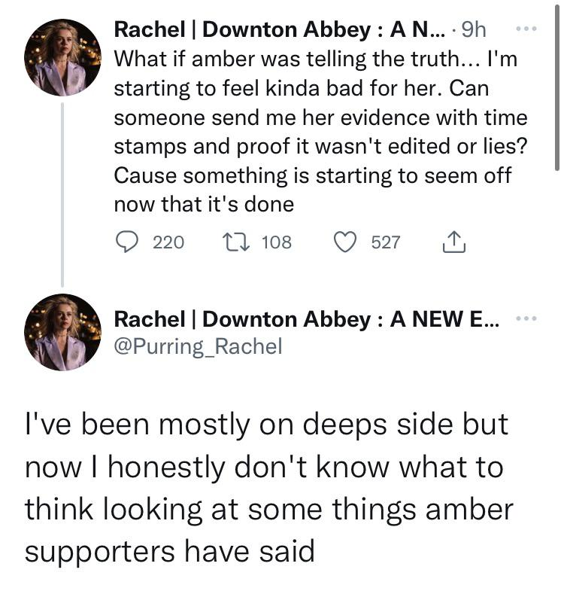 Rachel | Downton Abbey : A N... · 9h
What if amber was telling the truth... I'm
starting to feel kinda bad for her. Can
someone send me her evidence with time
stamps and proof it wasn't edited or lies?
Cause something is starting to seem off
now that it's done
220 108 527
Rachel | Downton Abbey : A NEW E...
@Purring_Rachel
I've been mostly on deeps side but
now I honestly don't know what to
think looking at some things amber
supporters have said